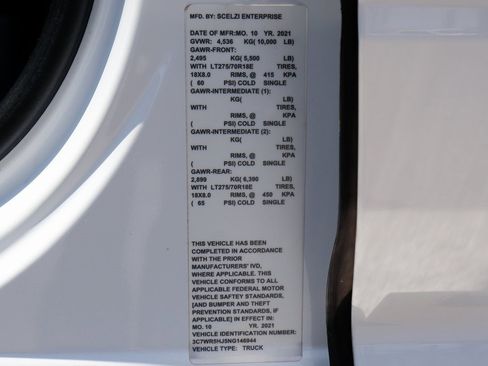 MFD. BY: SCELZI ENTERPRISE
DATE OF MFR:MO. 10 YR. 2021
GVWR: 4,536 KG( 10,000 LB)
GAWR-FRONT:
2,495 KG( 5,500 LB)
WITH LT275/70R18E TIRES,
18X8.0 RIMS, @ 415 KPA
( 60 PSI) COLD SINGLE
GAWR-INTERMEDIATE (1):
KG( LB)
WITH TIRES,
RIMS, @ KPA
( PSI) COLD SINGLE
GAWR-INTERMEDIATE (2):
KG( LB)
WITH TIRES,
RIMS, @ KPA
( PSI) COLD SINGLE
GAWR-REAR:
2,899 KG( 6,390 LB)
WITH LT275/70R18E TIRES,
18X8.0 RIMS, @ 450 KPA
( 65 PSI) COLD SINGLE
THIS VEHICLE HAS BEEN
COMPLETED IN ACCORDANCE
WITH THE PRIOR
MANUFACTURERS' IVD,
WHERE APPLICABLE. THIS
VEHICLE CONFORMS TO ALL
APPLICABLE FEDERAL MOTOR
VEHICLE SAFTEY STANDARDS,
[AND BUMPER AND THEFT
PREVENTION STANDARDS, IF
APPLICABLE] IN EFFECT IN:
MO. 10 YR. 2021
VEHICLE IDENTIFICATION NUMBER:
3C7WR5HJ5NG146944
VEHICLE TYPE: TRUCK